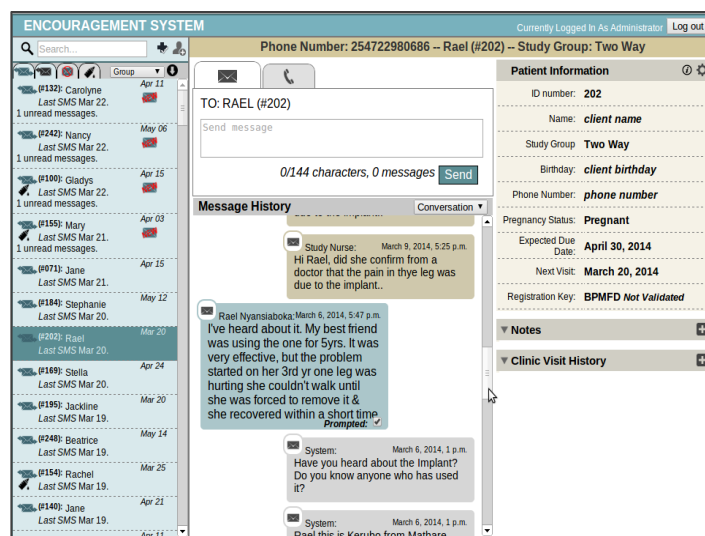 ENCOURAGEMENT SYSTEM
Currently Logged In As Administrator
Log out
Search...
Phone Number: 254722980686 -- Rael (#202) -- Study Group: Two Way
Group
(#132): Carolyne
Apr 11
Last SMS Mar 22.
1 unread messages.
(#242): Nancy
May 06
Last SMS Mar 22.
1 unread messages.
(#100): Gladys
Apr 15
Last SMS Mar 22.
1 unread messages.
(#155): Mary
Apr 03
Last SMS Mar 21.
1 unread messages.
(#071): Jane
Apr 15
Last SMS Mar 21.
(#184): Stephanie
May 12
Last SMS Mar 20.
(#202): Rael
Mar 20
Last SMS Mar 20.
(#169): Stella
Apr 24
Last SMS Mar 20.
(#195): Jackline
Mar 20
Last SMS Mar 19.
(#248): Beatrice
May 14
Last SMS Mar 19.
(#154): Rachel
Mar 25
Last SMS Mar 19.
(#140): Jane
Apr 21
Last SMS Mar 19.
Apr 11
TO: RAEL (#202)
Send message
0/144 characters, 0 messages
Send
Message History
Conversation
due to the implant..
Study Nurse:
March 9, 2014, 5:25 p.m.
Hi Rael, did she confirm from a
doctor that the pain in thye leg was
due to the implant..
Rael Nyansiaboka:
March 6, 2014, 5:47 p.m.
I've heard about it. My best friend
was using the one for 5yrs. It was
very effective, but the problem
started on her 3rd yr one leg was
hurting she couldn't walk until
she was forced to remove it &
she recovered within a short time
Prompted:
System:
March 6, 2014, 1 p.m.
Have you heard about the Implant?
Do you know anyone who has used
it?
System:
March 6, 2014, 1 p.m.
Rael this is Kerubo from Mathare
Patient Information
ID number: 202
Name: client name
Study Group Two Way
Birthday: client birthday
Phone Number: phone number
Pregnancy Status: Pregnant
Expected Due
Date: April 30, 2014
Next Visit: March 20, 2014
Registration Key: BPMFD Not Validated
Notes
Clinic Visit History